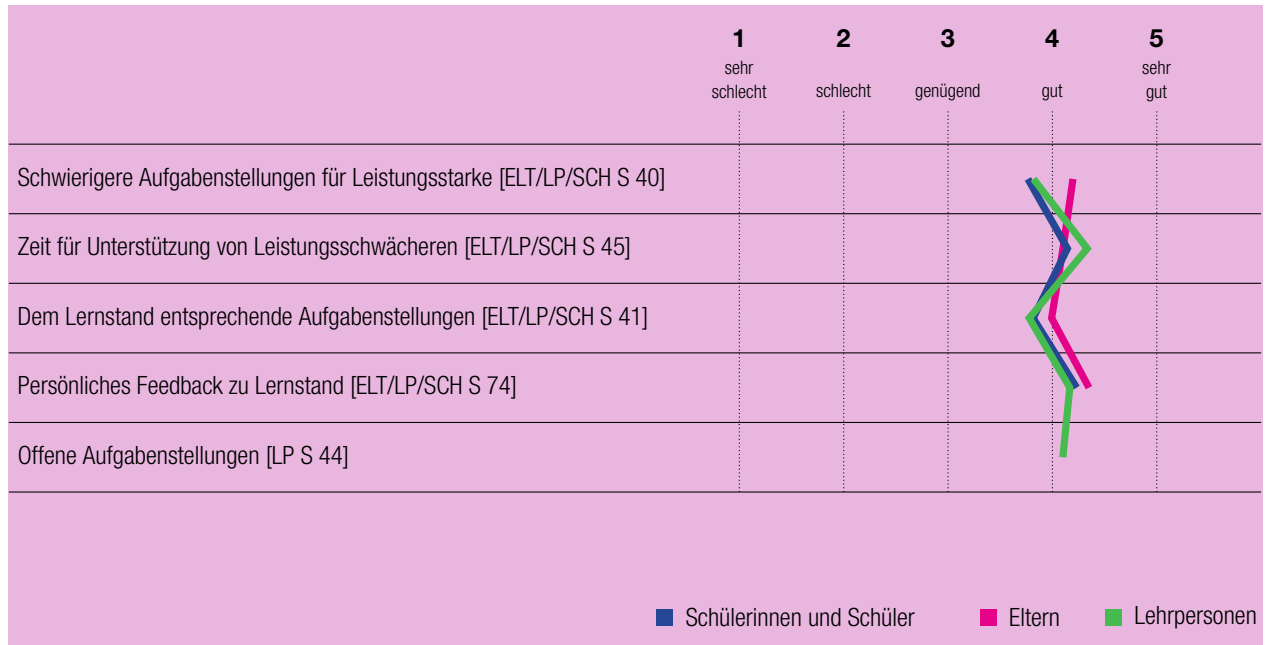 1 2 3 4 5
sehr sehr
schlecht schlecht genügend gut gut
Schwierigere Aufgabenstellungen für Leistungsstarke [ELT/LP/SCH S 40]
Zeit für Unterstützung von Leistungsschwächeren [ELT/LP/SCH S 45]
Dem Lernstand entsprechende Aufgabenstellungen [ELT/LP/SCH S 41]
Persönliches Feedback zu Lernstand [ELT/LP/SCH S 74]
Offene Aufgabenstellungen [LP S 44]
Schülerinnen und Schüler Eltern Lehrpersonen